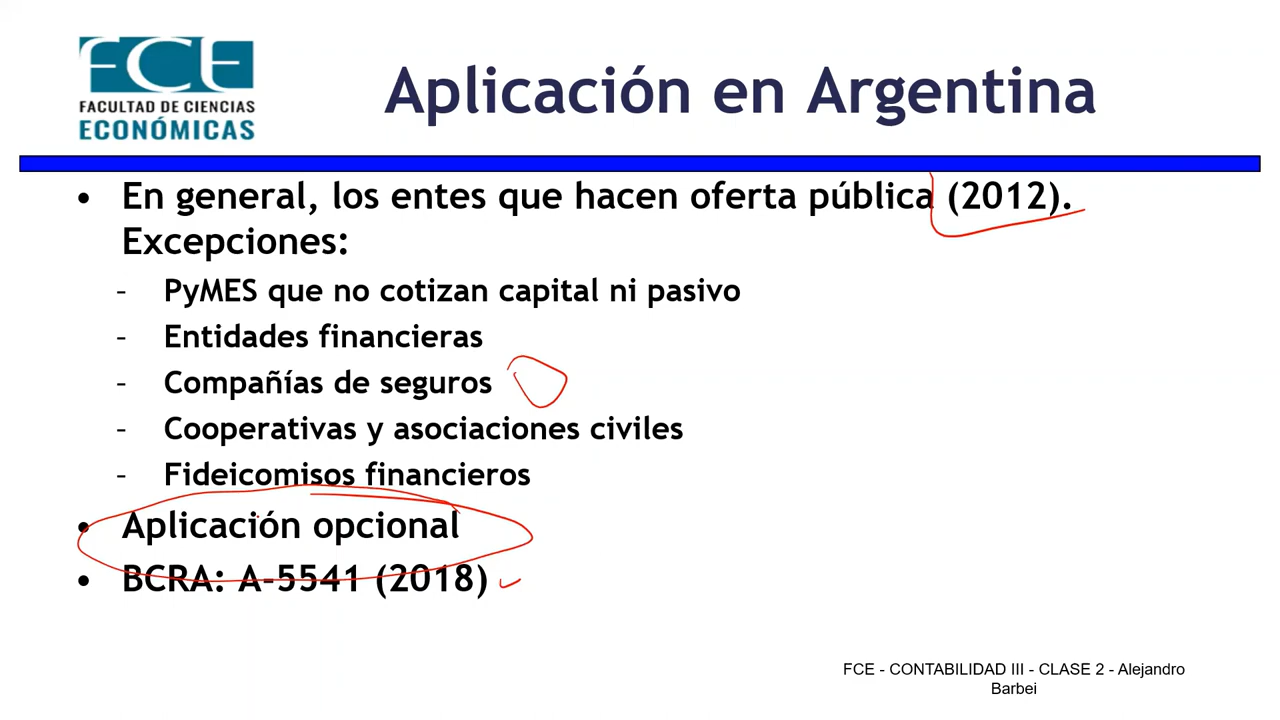 FCE
FACULTAD DE CIENCIAS
ECONÓMICAS
Aplicación en Argentina
• En general, los entes que hacen oferta pública (2012).
Excepciones:
– PyMES que no cotizan capital ni pasivo
– Entidades financieras
– Compañías de seguros
– Cooperativas y asociaciones civiles
– Fideicomisos financieros
• Aplicación opcional
• BCRA: A-5541 (2018)
FCE - CONTABILIDAD III - CLASE 2 - Alejandro
Barbei